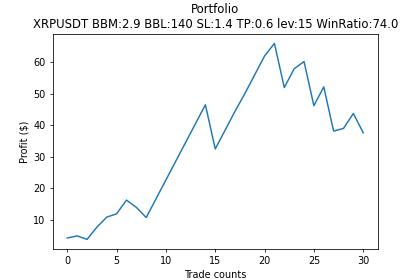 Portfolio
XRPUSDT BBM:2.9 BBL:140 SL:1.4 TP:0.6 lev:15 WinRatio:74.0
Profit ($)
60
50
40
30
20
10
0 5 10 15 20 25 30
Trade counts